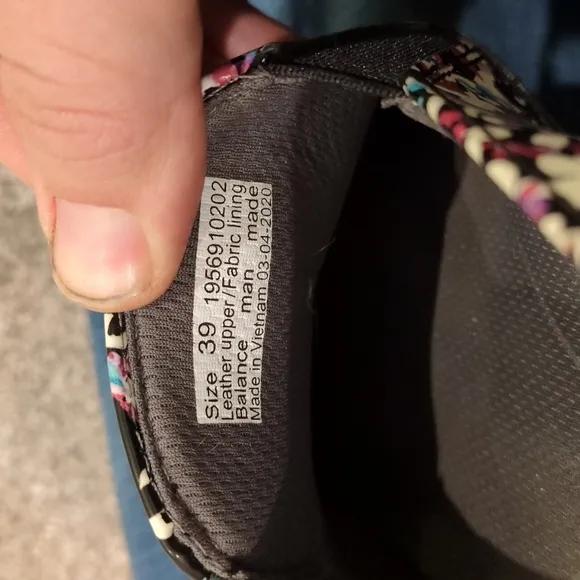 Size 39 1956910202
Leather upper/Fabric lining
Balance man made
Made in Vietnam 03-04-2020